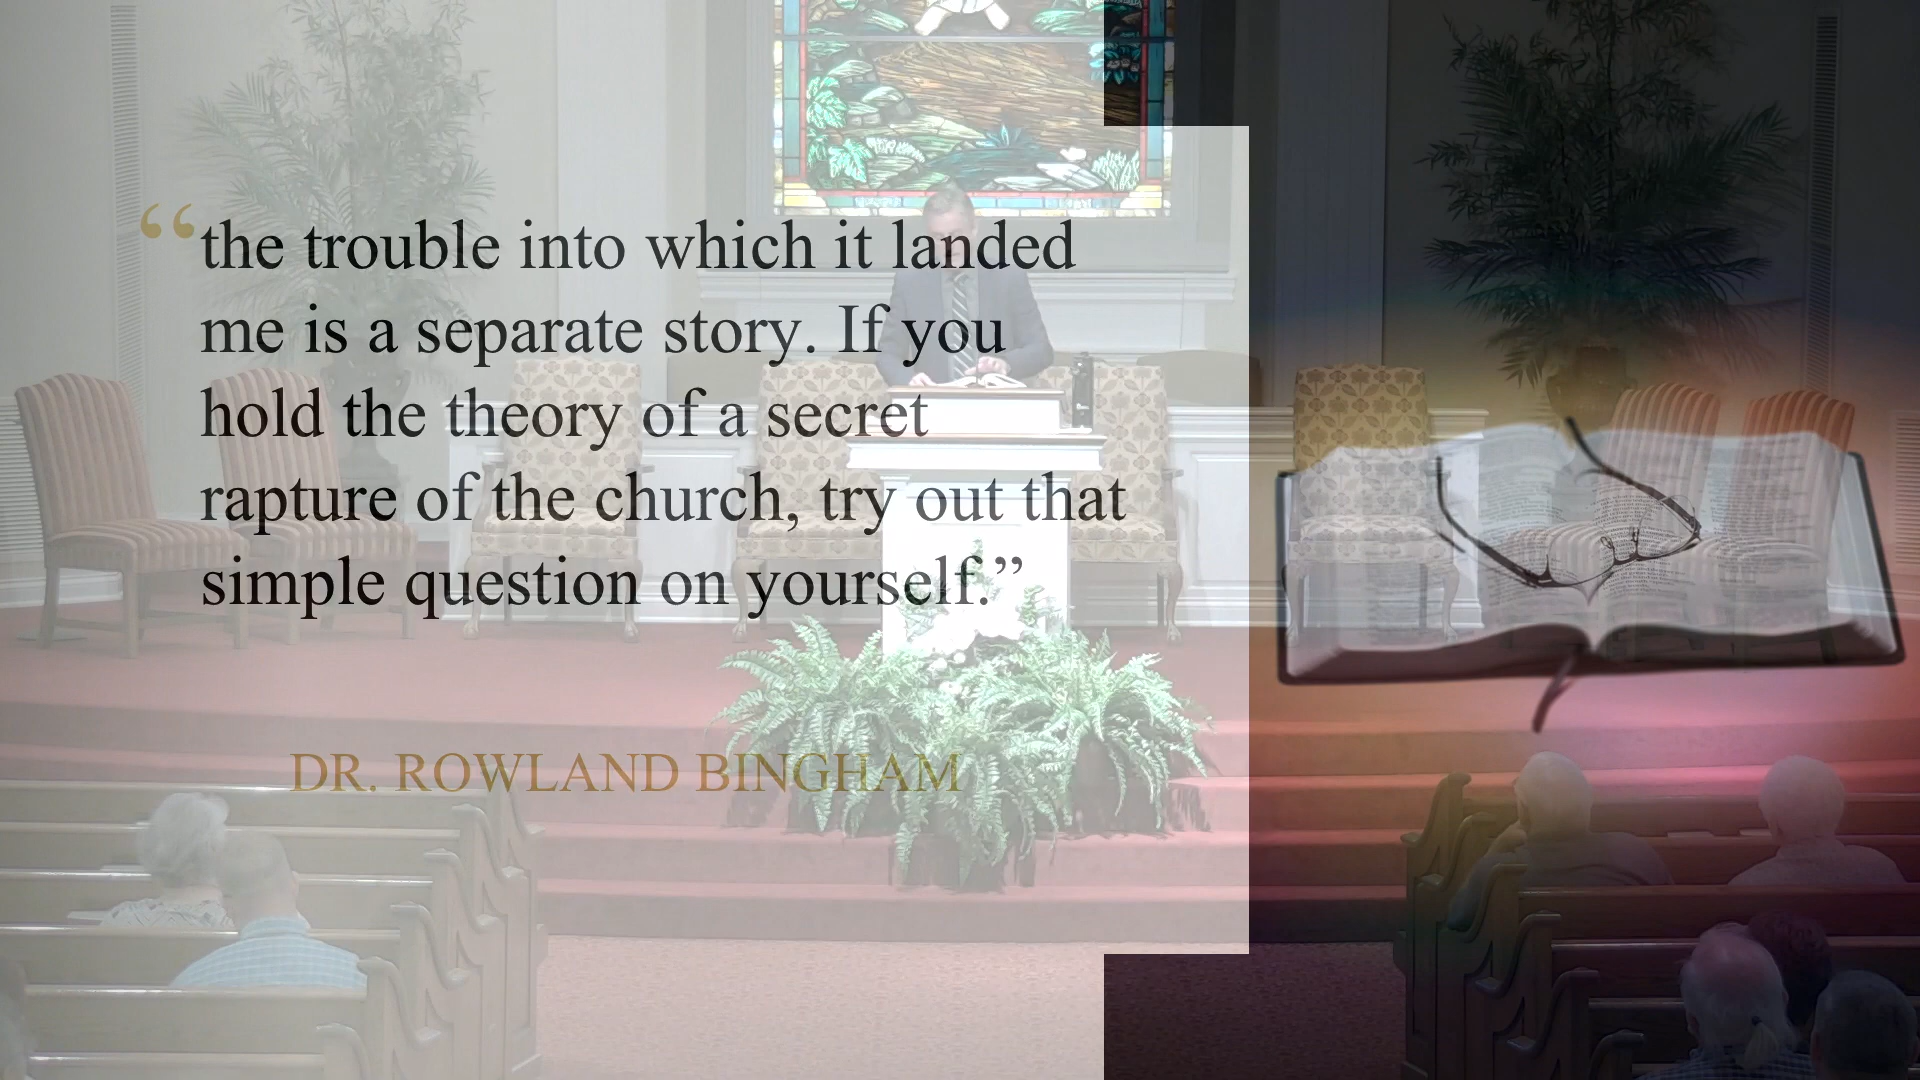 “the trouble into which it landed
me is a separate story. If you
hold the theory of a secret
rapture of the church, try out that
simple question on yourself.”
DR. ROWLAND BINGHAM